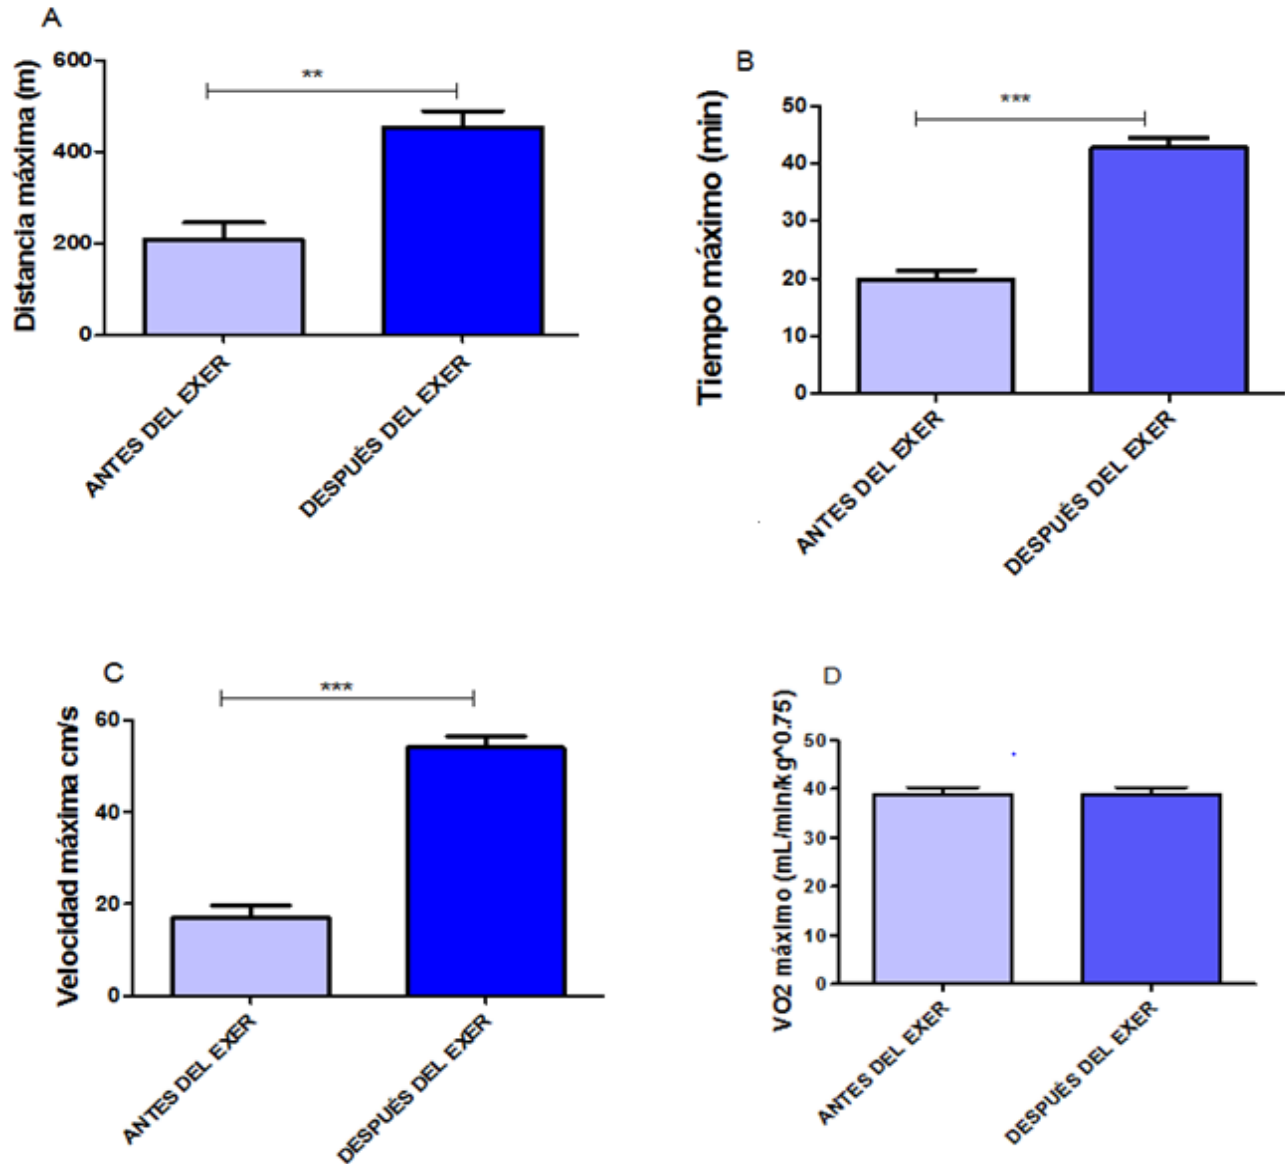 A
Distancia máxima (m)
600
400
200
0
**
ANTES DEL EXER
DESPUÉS DEL EXER
B
Tiempo máximo (min)
50
40
30
20
10
0
***
ANTES DEL EXER
DESPUÉS DEL EXER
C
Velocidad máxima cm/s
60
40
20
0
***
ANTES DEL EXER
DESPUÉS DEL EXER
D
VO2 máximo (mL/min/kg^0.75)
50
40
30
20
10
0
ANTES DEL EXER
DESPUÉS DEL EXER